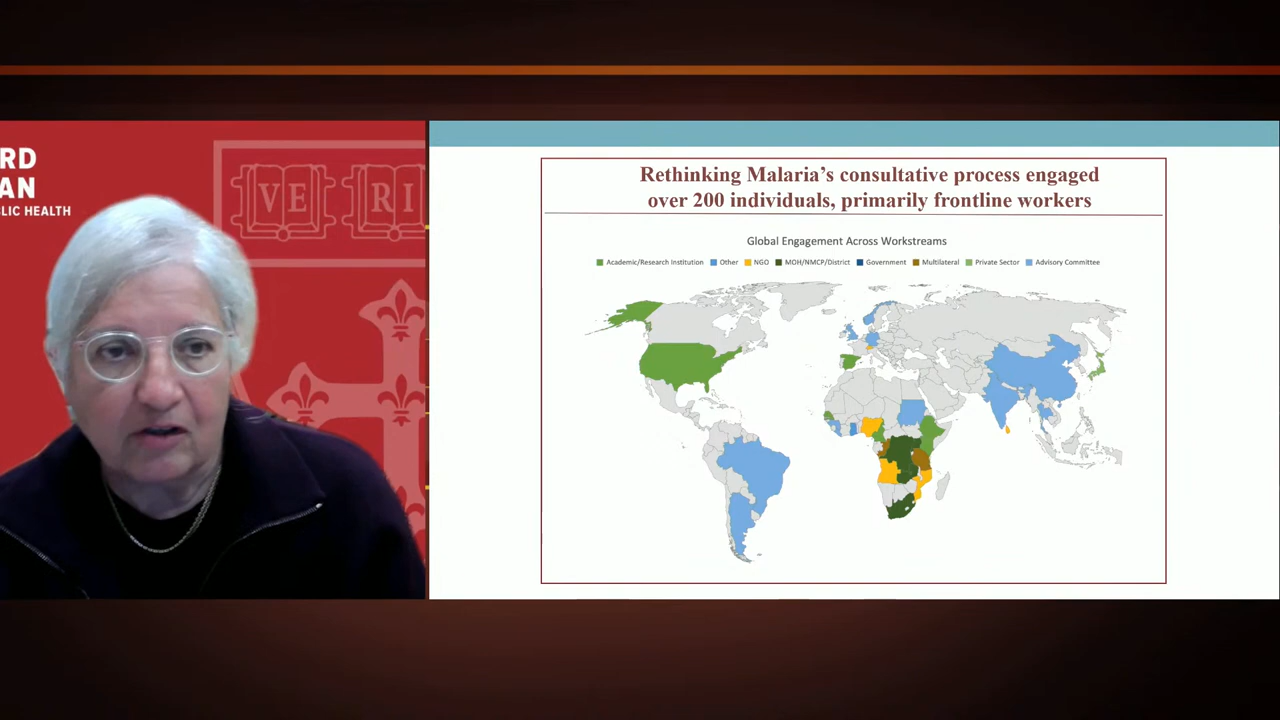 RD
AN
LIC HEALTH
VE
RI
Rethinking Malaria's consultative process engaged
over 200 individuals, primarily frontline workers
Global Engagement Across Workstreams
Academic/Research Institution Other NGO MOH/NMCP/District Government Multilateral Private Sector Advisory Committee